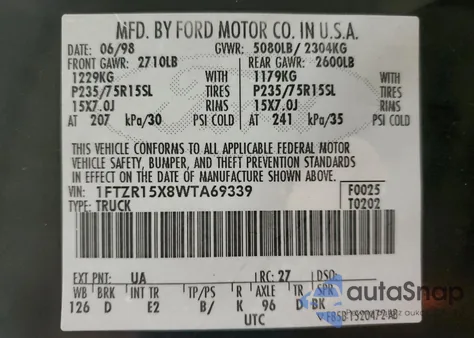 MFD. BY FORD MOTOR CO. IN U.S.A.
DATE: 06/98 GVWR: 5080LB/ 2304KG
FRONT GAWR: 2710LB REAR GAWR: 2600LB
1229KG WITH 1179KG WITH
P235/75R15SL TIRES P235/75R15SL TIRES
15X7.0J RIMS 15X7.0J RIMS
AT 207 kPa/30 PSI COLD AT 241 kPa/35 PSI COLD
THIS VEHICLE CONFORMS TO ALL APPLICABLE FEDERAL MOTOR
VEHICLE SAFETY, BUMPER, AND THEFT PREVENTION STANDARDS
IN EFFECT ON THE DATE OF MANUFACTURE SHOWN ABOVE.
VIN: 1FTZR15X8WTA69339 F0025
TYPE: TRUCK T0202
EXT PNT: UA RC: 27 DSO:
WB BRK INT TR TP/PS R AXLE TR S
126 D E2 B/ K 96 D BK
UTC
autoSnap